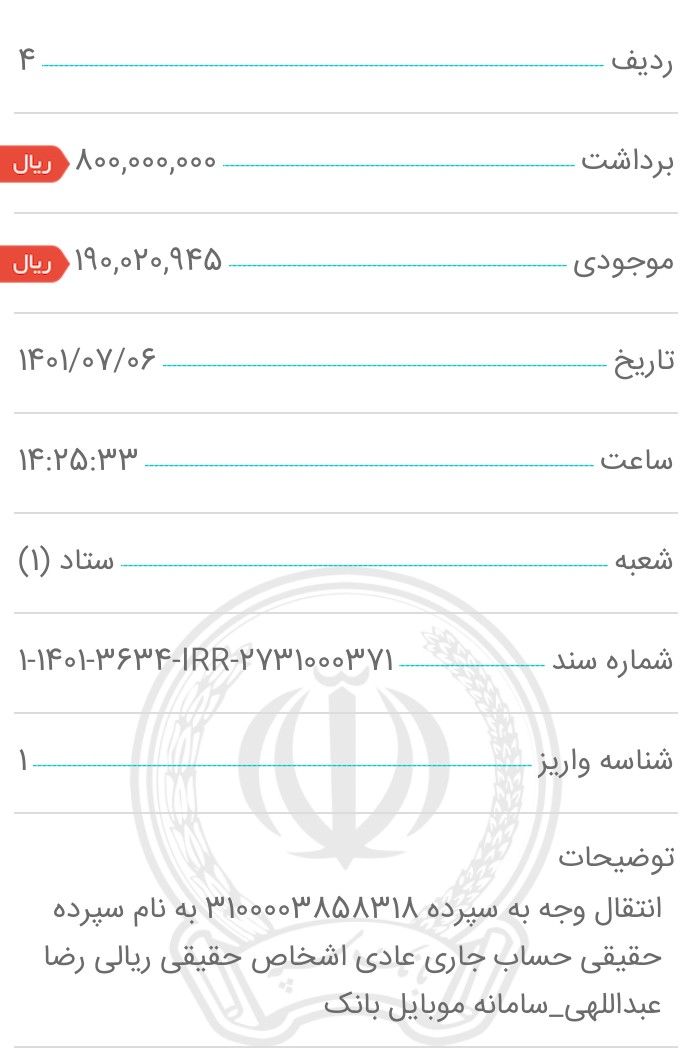 ردیف ۴
برداشت ۸۰۰,۰۰۰,۰۰۰ ریال
موجودی ۱۹۰,۰۲۰,۹۴۵ ریال
تاریخ ۱۴۰۱/۰۷/۰۶
ساعت ۱۴:۲۵:۳۳
شعبه ستاد (۱)
شماره سند ۱-۱۴۰۱-۳۶۳۴-IRR-۲۷۳۱۰۰۰۳۷۱
شناسه واریز ۱
توضیحات
انتقال وجه به سپرده ۳۱۰۰۰۰۳۸۵۸۳۱۸ به نام سپرده
حقیقی حساب جاری عادی اشخاص حقیقی ریالی رضا
عبداللهی_سامانه موبایل بانک